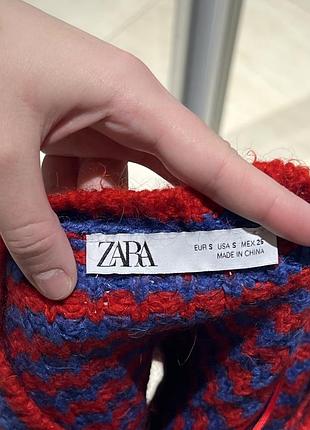 ZARA
EUR S USA S MEX 26
MADE IN CHINA